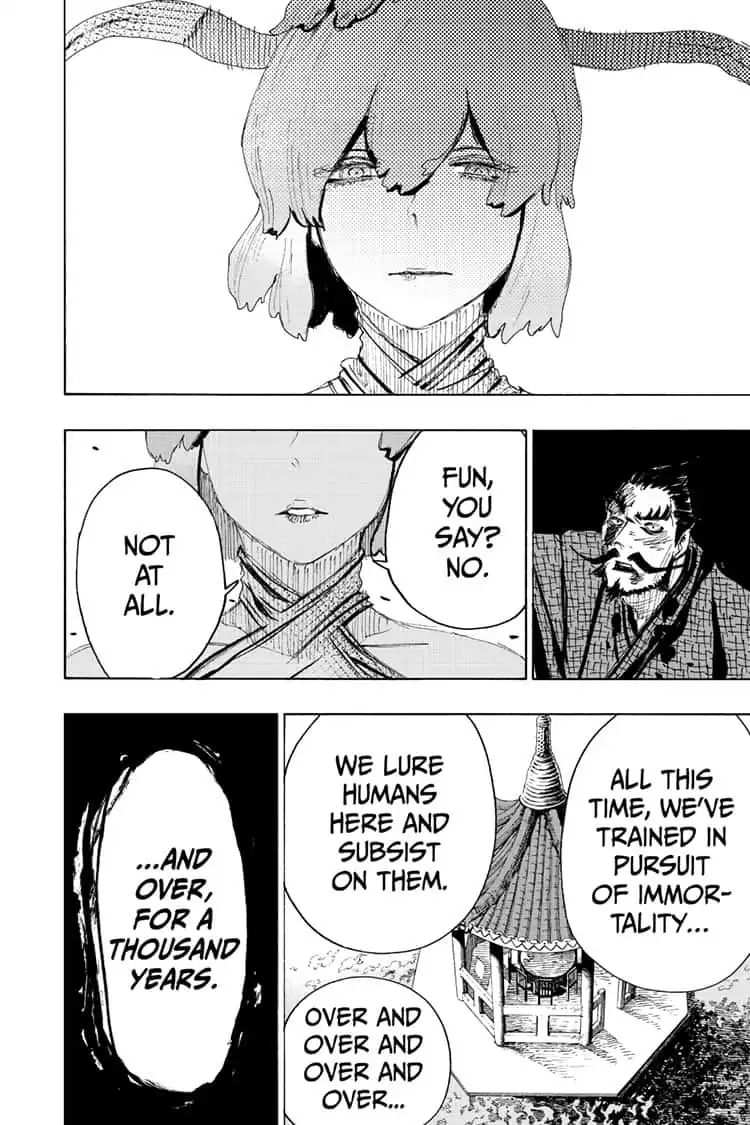 FUN,
YOU
SAY?
NO.
NOT
AT
ALL.
ALL THIS
TIME, WE'VE
TRAINED IN
PURSUIT
OF IMMOR-
TALITY...
WE LURE
HUMANS
HERE AND
SUBSIST
ON THEM.
OVER AND
OVER AND
OVER AND
OVER...
...AND
OVER,
FOR A
THOUSAND
YEARS.